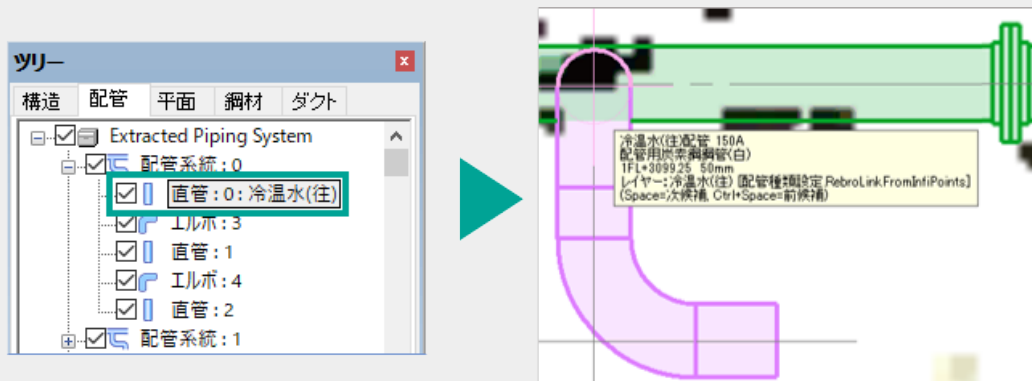 ツリー
構造 配管 平面 鋼材 ダクト
Extracted Piping System
配管系統:0
直管:0:冷温水(往)
エルボ:3
直管:1
エルボ:4
直管:2
配管系統:1
冷温水(往)配管 150A
配管用炭素鋼鋼管(白)
1FL+3099.25 50mm
レイヤー:冷温水(往) [配管種類設定 RebroLinkFromInfiPoints]
(Space=次候補, Ctrl+Space=前候補)